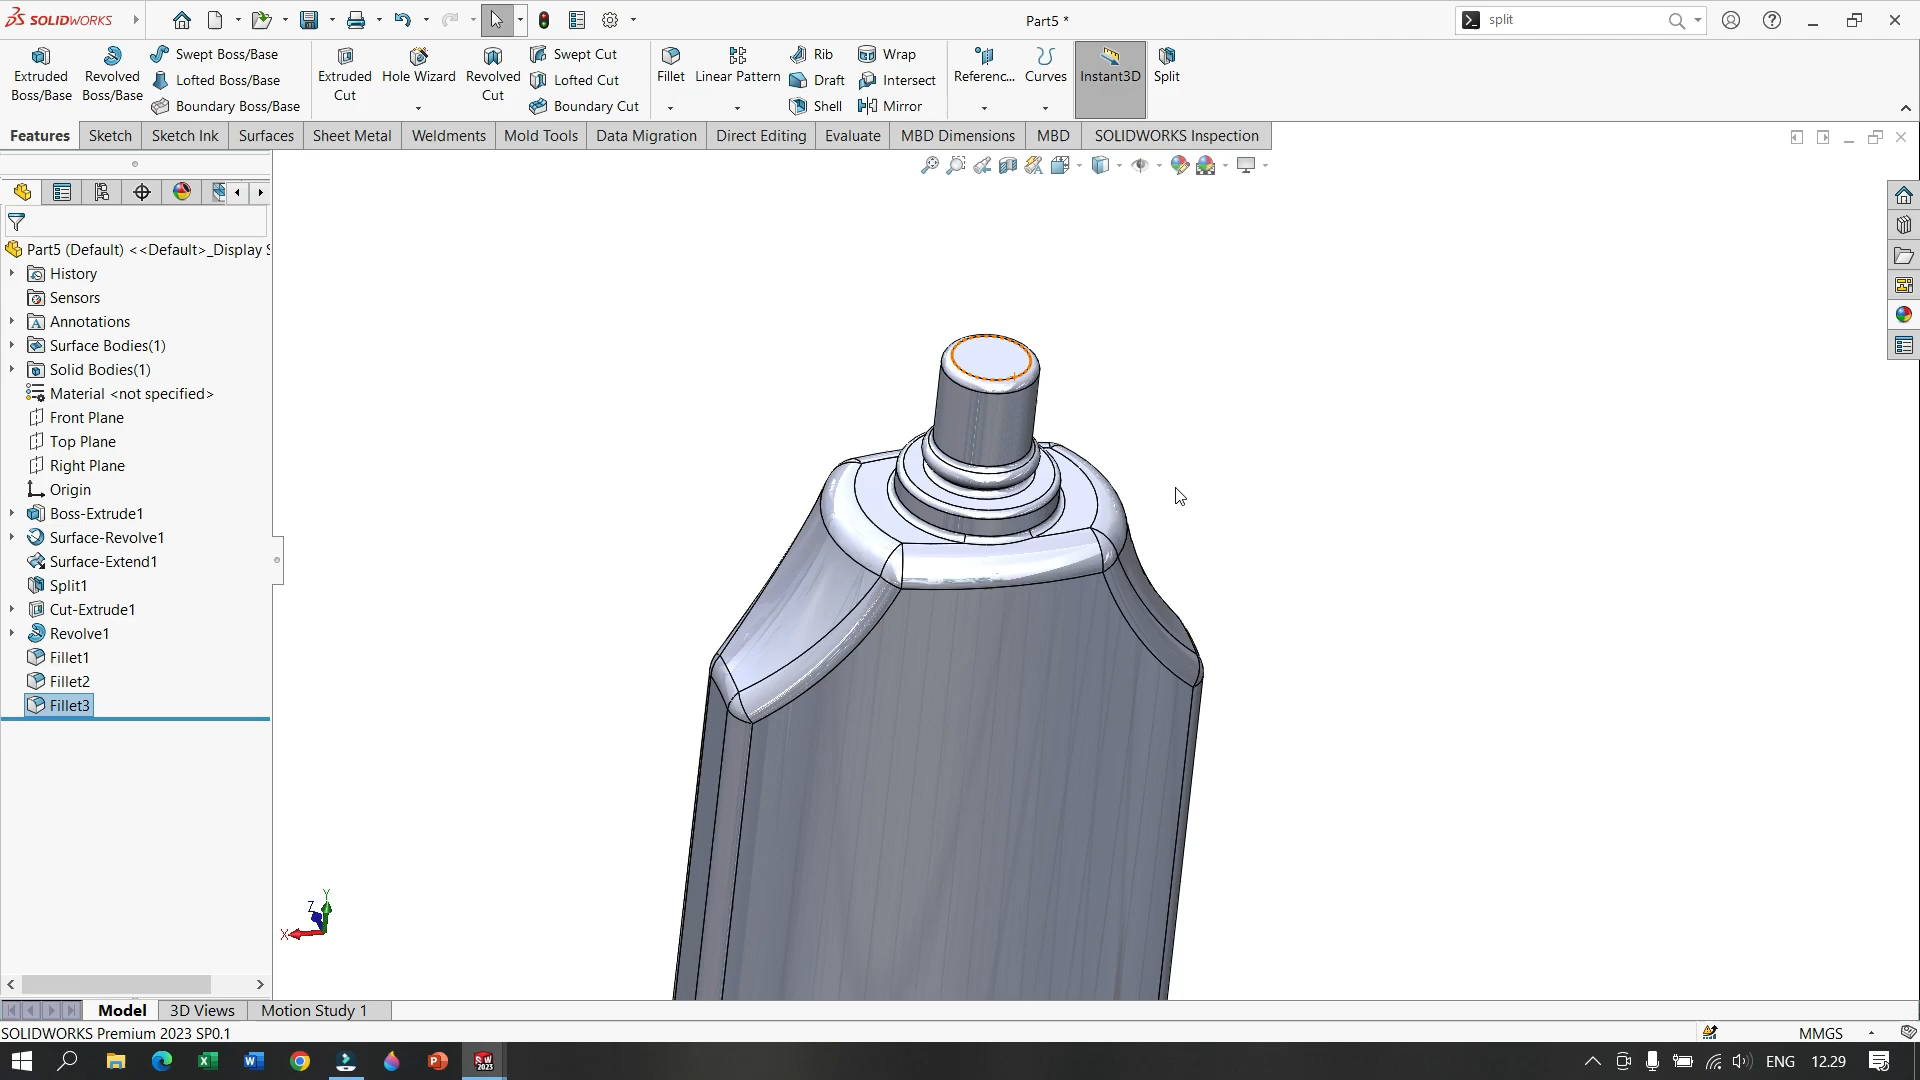 SOLIDWORKS
Part5 *
split
Extruded Boss/Base
Revolved Boss/Base
Swept Boss/Base
Lofted Boss/Base
Boundary Boss/Base
Extruded Cut
Hole Wizard
Revolved Cut
Swept Cut
Lofted Cut
Boundary Cut
Fillet
Linear Pattern
Rib
Draft
Shell
Wrap
Intersect
Mirror
Referenc...
Curves
Instant3D
Split
Features
Sketch
Sketch Ink
Surfaces
Sheet Metal
Weldments
Mold Tools
Data Migration
Direct Editing
Evaluate
MBD Dimensions
MBD
SOLIDWORKS Inspection
Part5 (Default) <<Default>_Display S
History
Sensors
Annotations
Surface Bodies(1)
Solid Bodies(1)
Material <not specified>
Front Plane
Top Plane
Right Plane
Origin
Boss-Extrude1
Surface-Revolve1
Surface-Extend1
Split1
Cut-Extrude1
Revolve1
Fillet1
Fillet2
Fillet3
Y
Z
X
Model
3D Views
Motion Study 1
SOLIDWORKS Premium 2023 SP0.1
MMGS
ENG
12.29